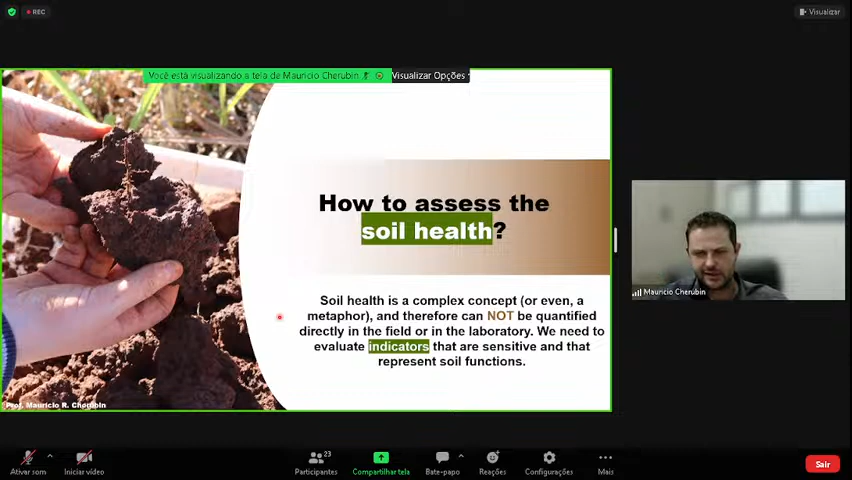 REC
Visualizar
Você está visualizando a tela de Mauricio Cherubin
Visualizar Opções
How to assess the
soil health?
Soil health is a complex concept (or even, a
metaphor), and therefore can NOT be quantified
directly in the field or in the laboratory. We need to
evaluate indicators that are sensitive and that
represent soil functions.
Prof. Maurício R. Cherubin
Mauricio Cherubin
23
Ativar som
Iniciar vídeo
Participantes
Compartilhar tela
Bate-papo
Reações
Configurações
Mais
Sair